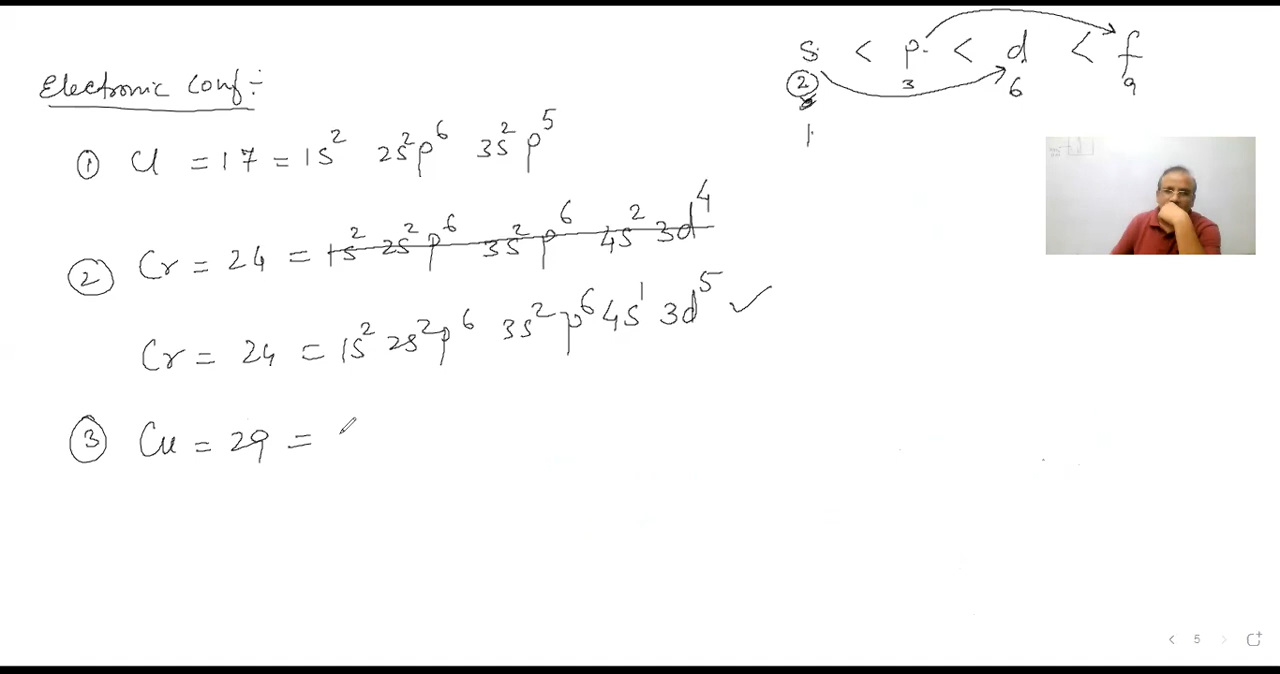 Electronic Conf :-
s < p < d < f
2 3 6 9
1
① Cl = 17 = 1s² 2s²p⁶ 3s²p⁵
② Cr = 24 = 1s² 2s²p⁶ 3s²p⁶ 4s² 3d⁴
Cr = 24 = 1s² 2s²p⁶ 3s²p⁶ 4s¹ 3d⁵ ✓
③ Cu = 29 =
< 5 >